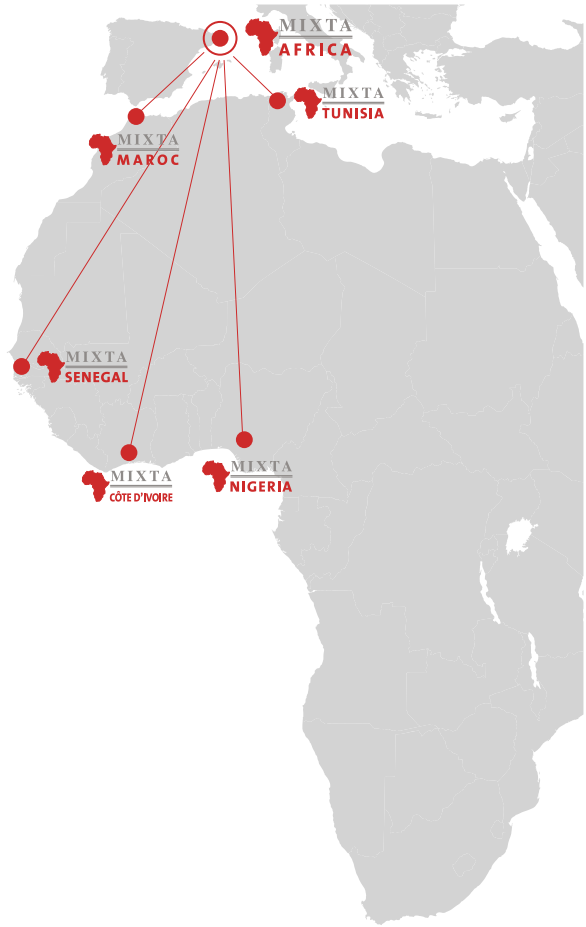 MIXTA
AFRICA
MIXTA
TUNISIA
MIXTA
MAROC
MIXTA
SENEGAL
MIXTA
NIGERIA
MIXTA
CÔTE D'IVOIRE